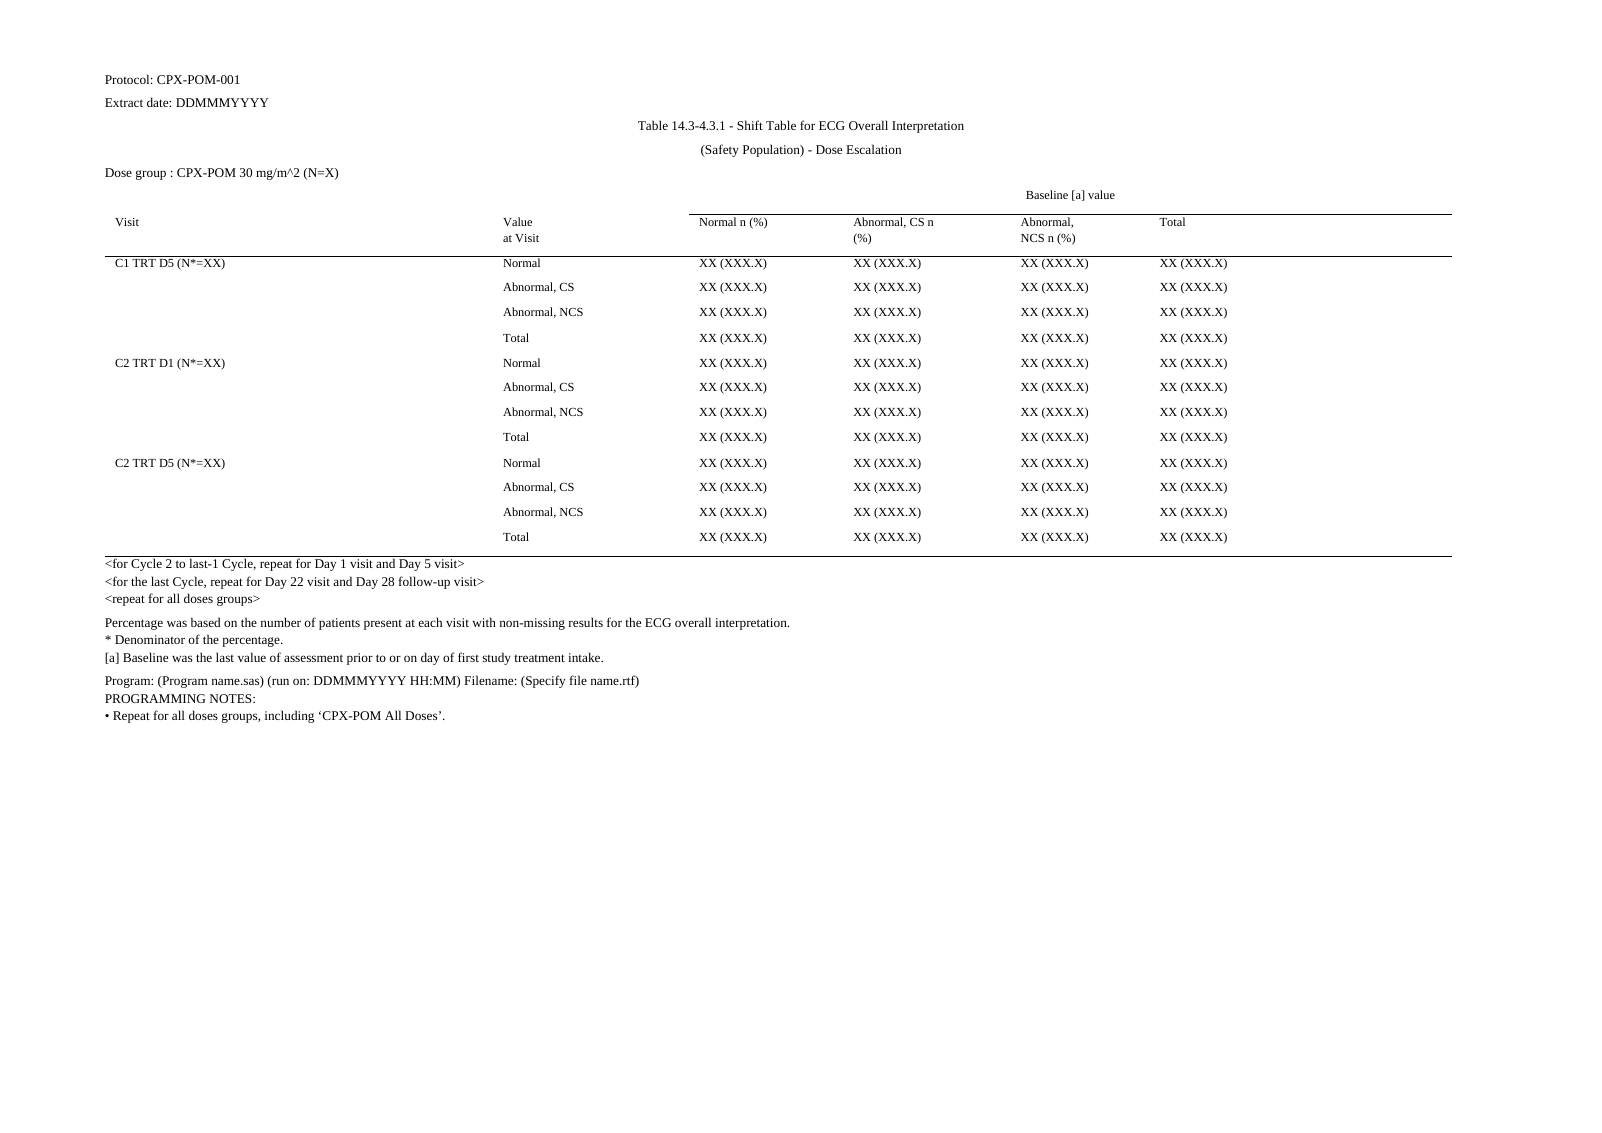 Protocol: CPX-POM-001
Extract date: DDMMMYYYY
Table 14.3-4.3.1 - Shift Table for ECG Overall Interpretation
(Safety Population) - Dose Escalation
Dose group : CPX-POM 30 mg/m^2 (N=X)
Baseline [a] value
Visit Value at Visit Normal n (%) Abnormal, CS n (%) Abnormal, NCS n (%) Total
C1 TRT D5 (N*=XX) Normal XX (XXX.X) XX (XXX.X) XX (XXX.X) XX (XXX.X)
Abnormal, CS XX (XXX.X) XX (XXX.X) XX (XXX.X) XX (XXX.X)
Abnormal, NCS XX (XXX.X) XX (XXX.X) XX (XXX.X) XX (XXX.X)
Total XX (XXX.X) XX (XXX.X) XX (XXX.X) XX (XXX.X)
C2 TRT D1 (N*=XX) Normal XX (XXX.X) XX (XXX.X) XX (XXX.X) XX (XXX.X)
Abnormal, CS XX (XXX.X) XX (XXX.X) XX (XXX.X) XX (XXX.X)
Abnormal, NCS XX (XXX.X) XX (XXX.X) XX (XXX.X) XX (XXX.X)
Total XX (XXX.X) XX (XXX.X) XX (XXX.X) XX (XXX.X)
C2 TRT D5 (N*=XX) Normal XX (XXX.X) XX (XXX.X) XX (XXX.X) XX (XXX.X)
Abnormal, CS XX (XXX.X) XX (XXX.X) XX (XXX.X) XX (XXX.X)
Abnormal, NCS XX (XXX.X) XX (XXX.X) XX (XXX.X) XX (XXX.X)
Total XX (XXX.X) XX (XXX.X) XX (XXX.X) XX (XXX.X)
<for Cycle 2 to last-1 Cycle, repeat for Day 1 visit and Day 5 visit>
<for the last Cycle, repeat for Day 22 visit and Day 28 follow-up visit>
<repeat for all doses groups>
Percentage was based on the number of patients present at each visit with non-missing results for the ECG overall interpretation.
* Denominator of the percentage.
[a] Baseline was the last value of assessment prior to or on day of first study treatment intake.
Program: (Program name.sas) (run on: DDMMMYYYY HH:MM) Filename: (Specify file name.rtf)
PROGRAMMING NOTES:
• Repeat for all doses groups, including ‘CPX-POM All Doses’.